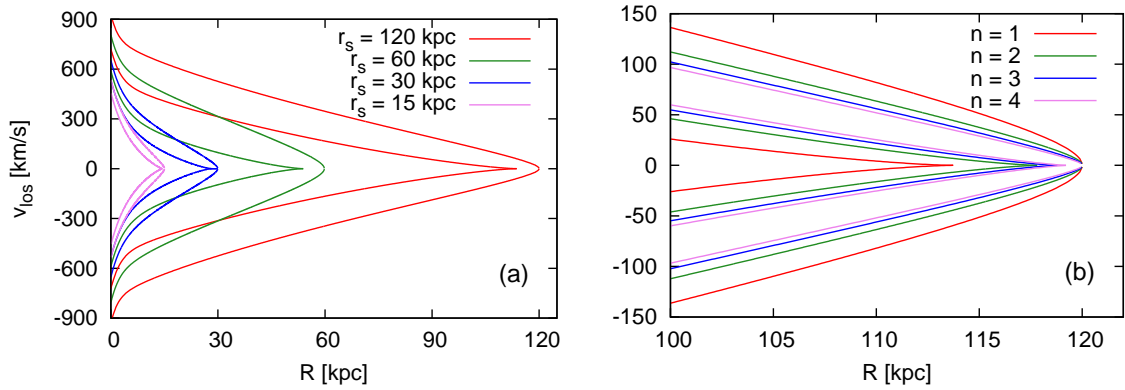 900
600
300
0
-300
-600
-900
v_los [km/s]
r_s = 120 kpc
r_s = 60 kpc
r_s = 30 kpc
r_s = 15 kpc
(a)
0 30 60 90 120
R [kpc]
150
100
50
0
-50
-100
-150
n = 1
n = 2
n = 3
n = 4
(b)
100 105 110 115 120
R [kpc]